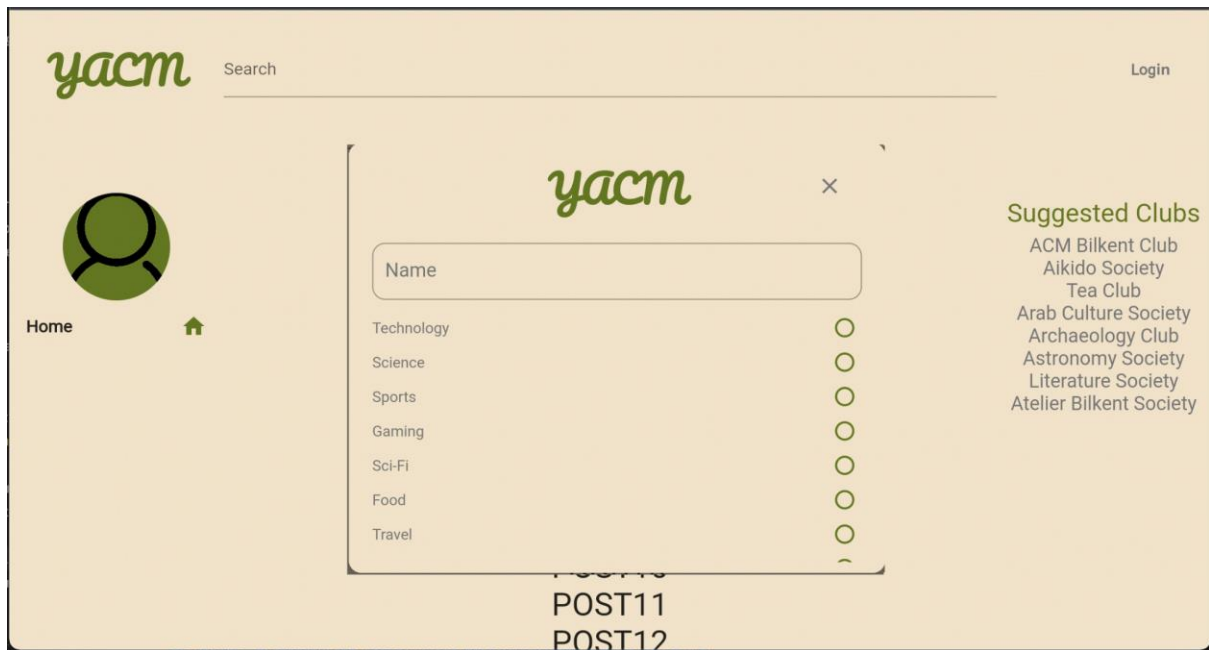 yacm
Search
Login
yacm
Name
Technology
Science
Sports
Gaming
Sci-Fi
Food
Travel
Home
Suggested Clubs
ACM Bilkent Club
Aikido Society
Tea Club
Arab Culture Society
Archaeology Club
Astronomy Society
Literature Society
Atelier Bilkent Society
POST11
POST12